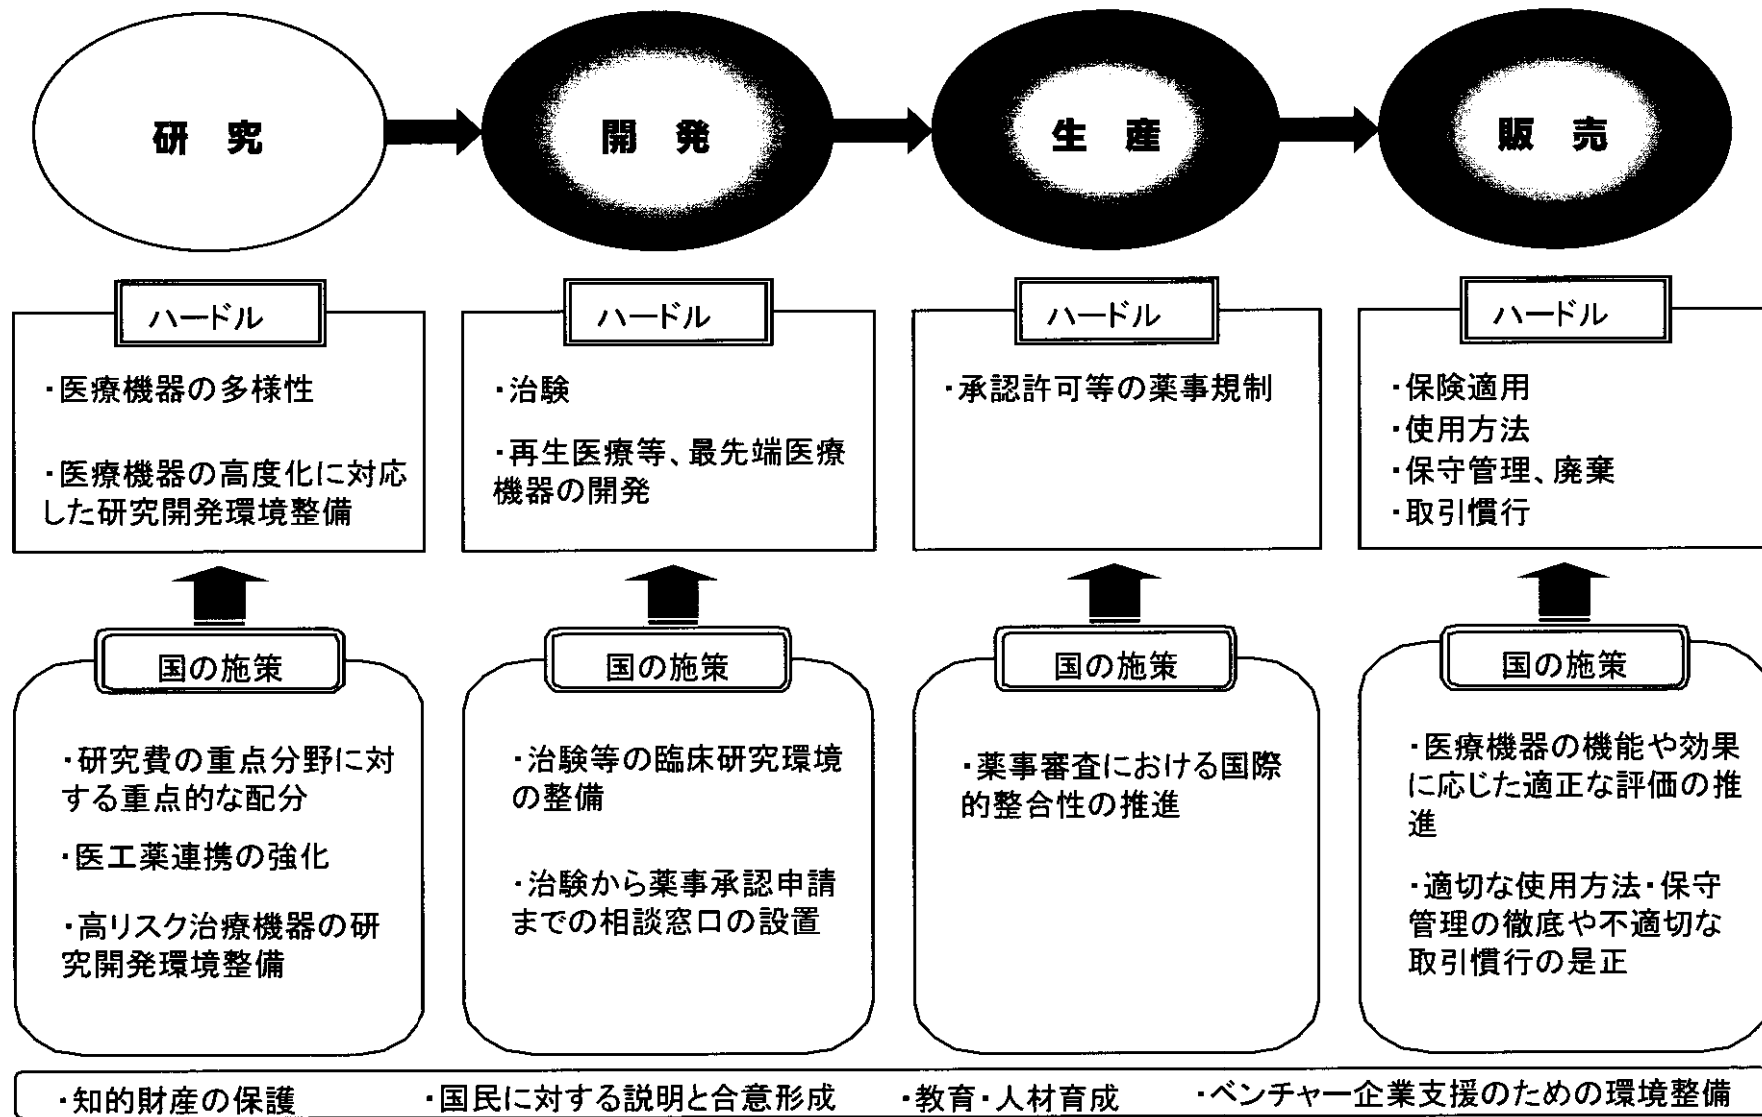 研 究
開 発
生 産
販 売
ハードル
・医療機器の多様性
・医療機器の高度化に対応
した研究開発環境整備
ハードル
・治験
・再生医療等、最先端医療
機器の開発
ハードル
・承認許可等の薬事規制
ハードル
・保険適用
・使用方法
・保守管理、廃棄
・取引慣行
国の施策
・研究費の重点分野に対
する重点的な配分
・医工薬連携の強化
・高リスク治療機器の研
究開発環境整備
国の施策
・治験等の臨床研究環境
の整備
・治験から薬事承認申請
までの相談窓口の設置
国の施策
・薬事審査における国際
的整合性の推進
国の施策
・医療機器の機能や効果
に応じた適正な評価の推
進
・適切な使用方法・保守
管理の徹底や不適切な
取引慣行の是正
・知的財産の保護 ・国民に対する説明と合意形成 ・教育・人材育成 ・ベンチャー企業支援のための環境整備